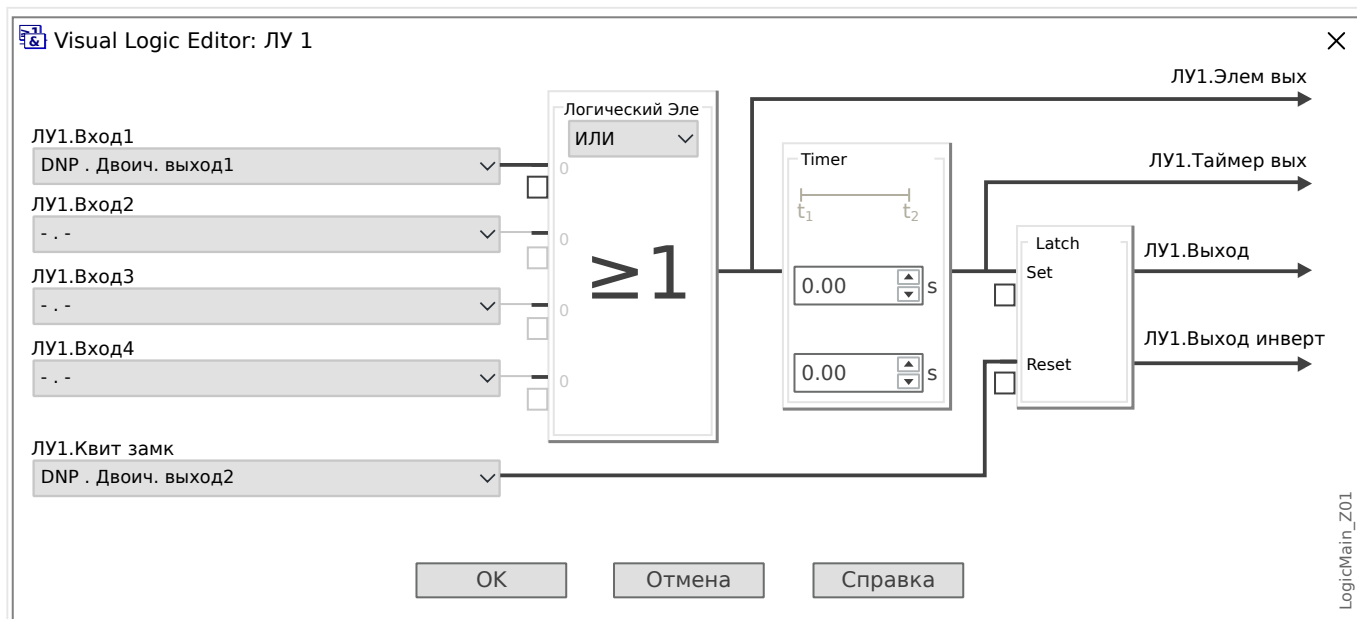 Visual Logic Editor: ЛУ 1
ЛУ1.Элем вых
Логический Эле
ИЛИ
ЛУ1.Вход1
DNP . Двоич. выход1
0
Timer
ЛУ1.Таймер вых
t1 t2
ЛУ1.Вход2
- . -
0
≥1
Latch
ЛУ1.Выход
Set
ЛУ1.Вход3
- . -
0
0.00 s
ЛУ1.Выход инверт
ЛУ1.Вход4
- . -
0
0.00 s
Reset
ЛУ1.Квит замк
DNP . Двоич. выход2
OK
Отмена
Справка
LogicMain_Z01